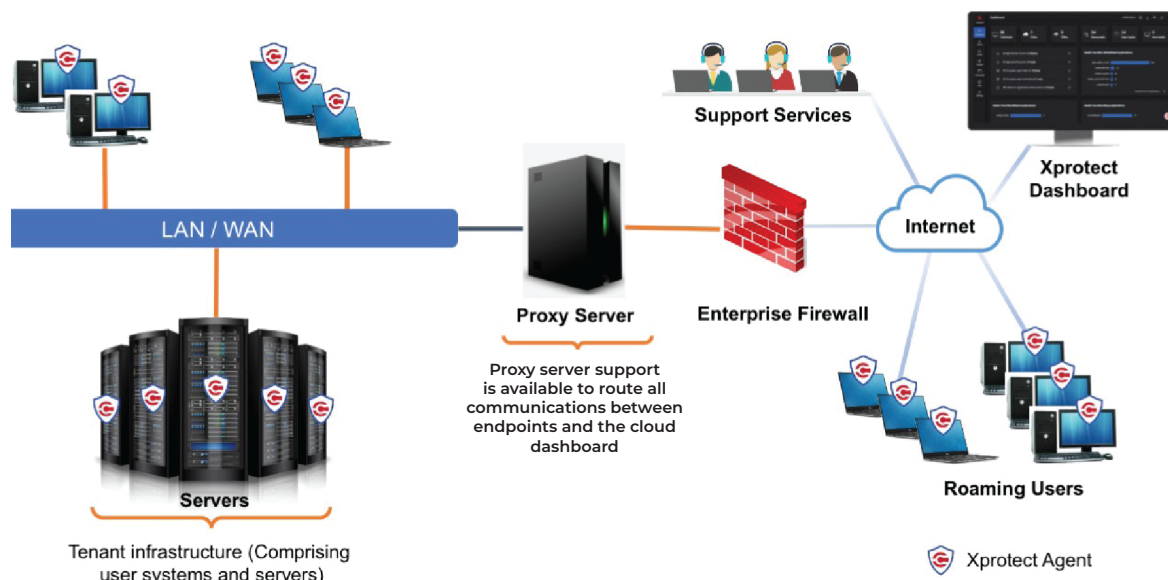 Support Services
Xprotect
Dashboard
LAN / WAN
Internet
Proxy Server
Enterprise Firewall
Proxy server support
is available to route all
communications between
endpoints and the cloud
dashboard
Servers
Roaming Users
Tenant infrastructure (Comprising
user systems and servers)
Xprotect Agent